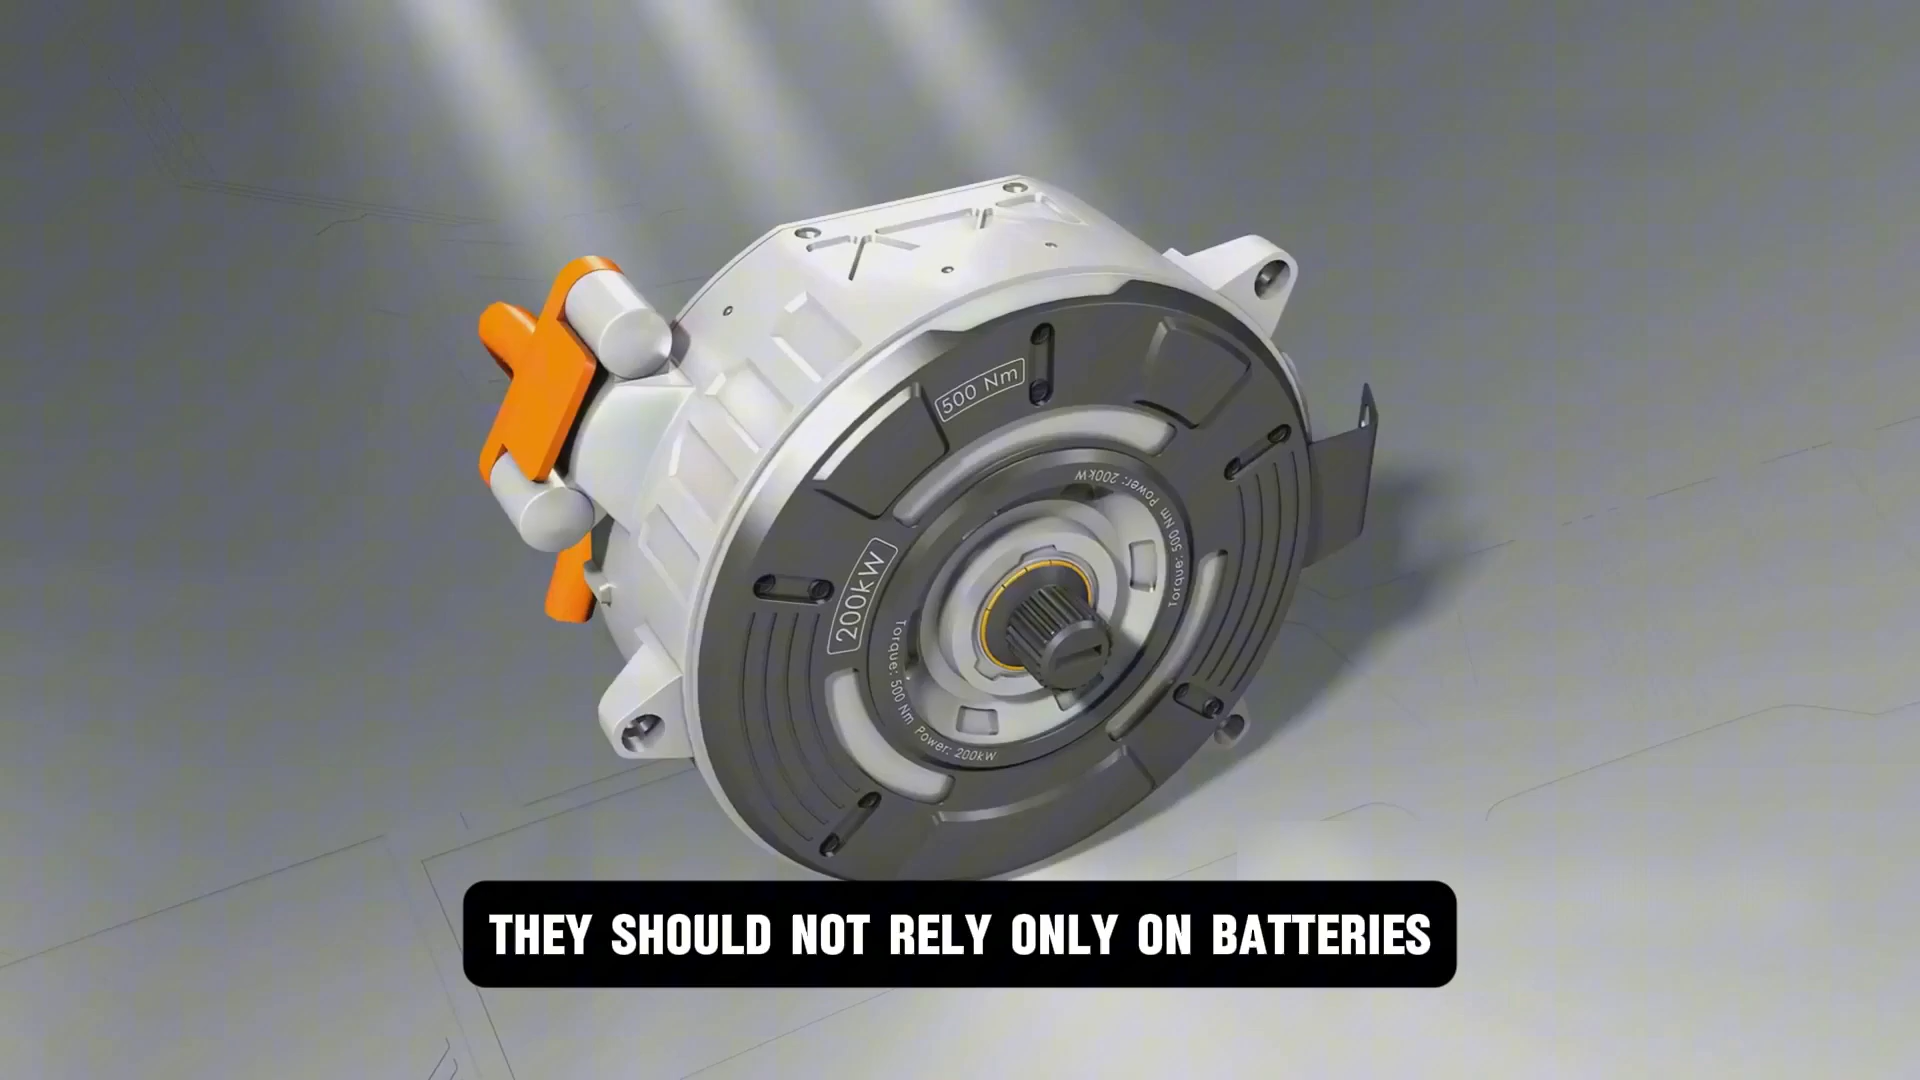 500 Nm
200kW
Torque: 500 Nm Power: 200kW
Torque: 500 Nm Power: 200kW
THEY SHOULD NOT RELY ONLY ON BATTERIES